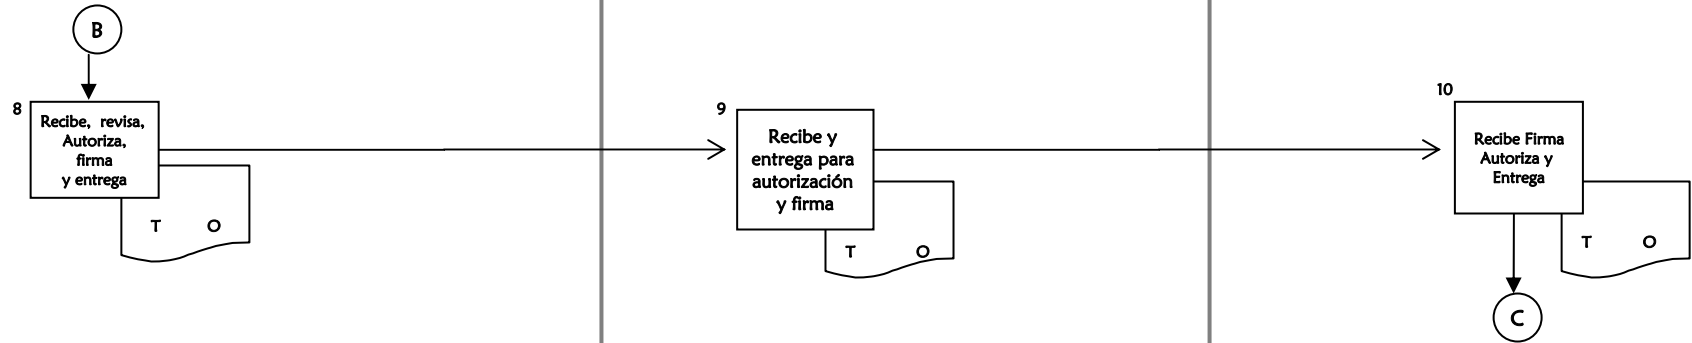 B
8
Recibe, revisa,
Autoriza,
firma
y entrega
T O
9
Recibe y
entrega para
autorización
y firma
T O
10
Recibe Firma
Autoriza y
Entrega
T O
C